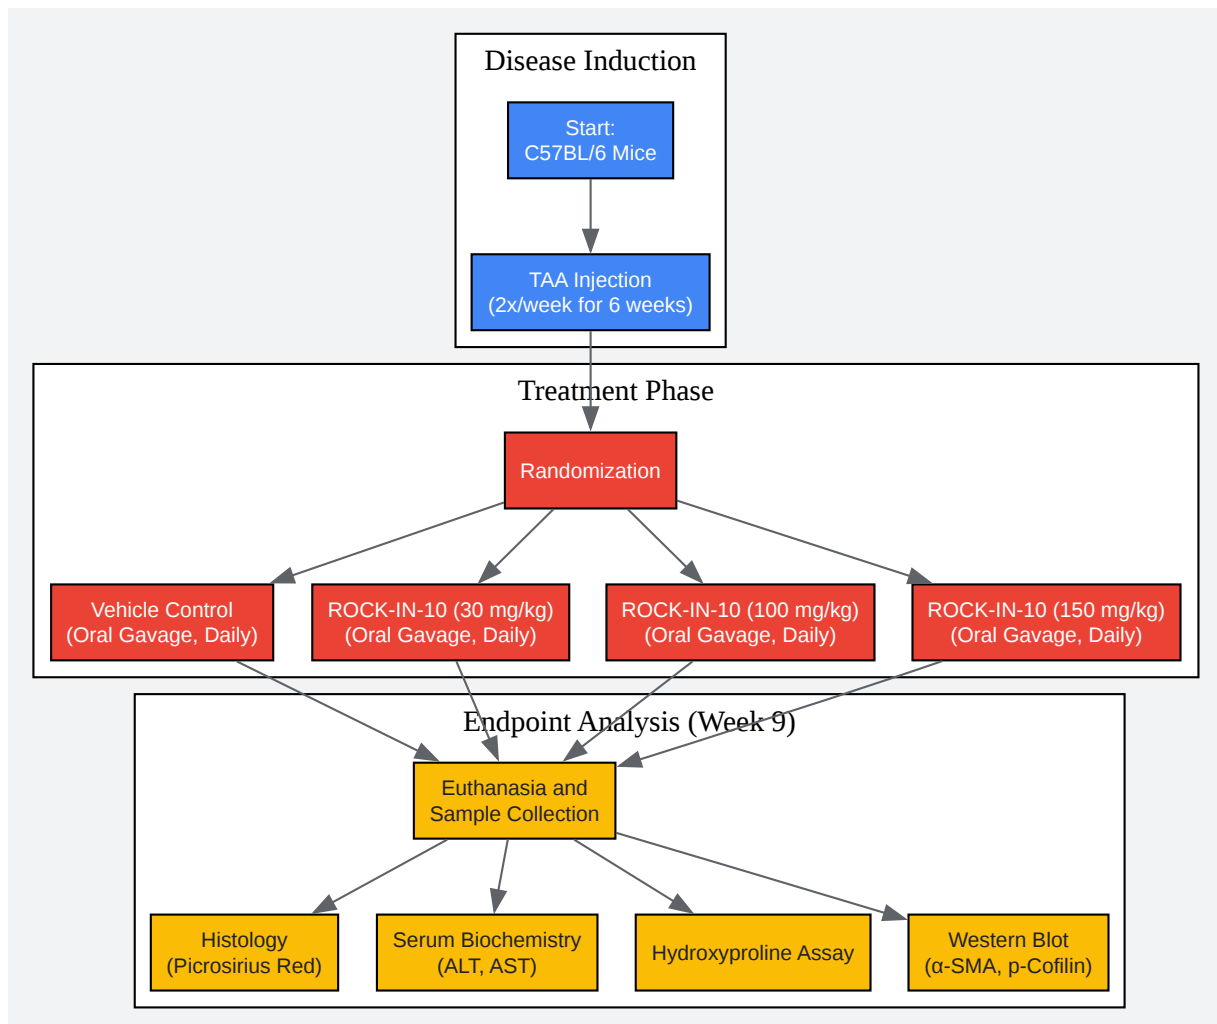 Disease Induction
Start:
C57BL/6 Mice
TAA Injection
(2x/week for 6 weeks)
Treatment Phase
Randomization
Vehicle Control
(Oral Gavage, Daily)
ROCK-IN-10 (30 mg/kg)
(Oral Gavage, Daily)
ROCK-IN-10 (100 mg/kg)
(Oral Gavage, Daily)
ROCK-IN-10 (150 mg/kg)
(Oral Gavage, Daily)
Endpoint Analysis (Week 9)
Euthanasia and
Sample Collection
Histology
(Picrosirius Red)
Serum Biochemistry
(ALT, AST)
Hydroxyproline Assay
Western Blot
(α-SMA, p-Cofilin)